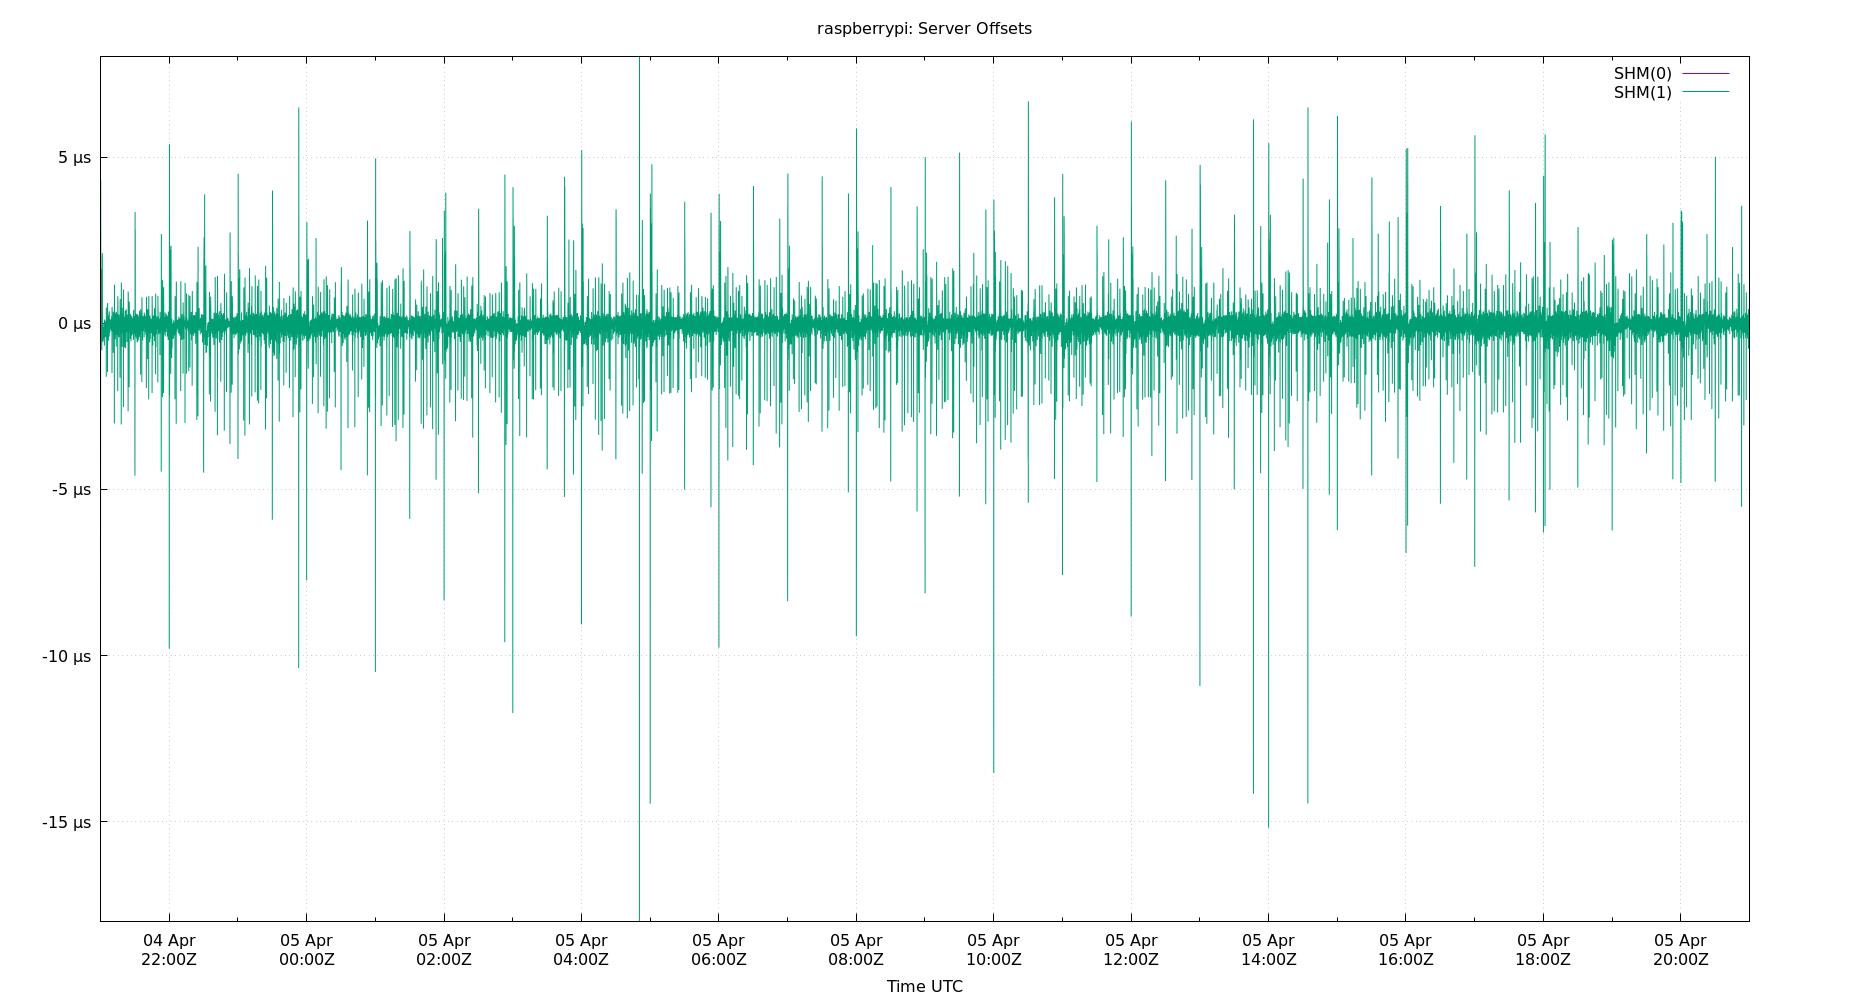 raspberrypi: Server Offsets
SHM(0)
SHM(1)
5 µs
0 µs
-5 µs
-10 µs
-15 µs
04 Apr 05 Apr 05 Apr 05 Apr 05 Apr 05 Apr 05 Apr 05 Apr 05 Apr 05 Apr 05 Apr 05 Apr
22:00Z 00:00Z 02:00Z 04:00Z 06:00Z 08:00Z 10:00Z 12:00Z 14:00Z 16:00Z 18:00Z 20:00Z
Time UTC